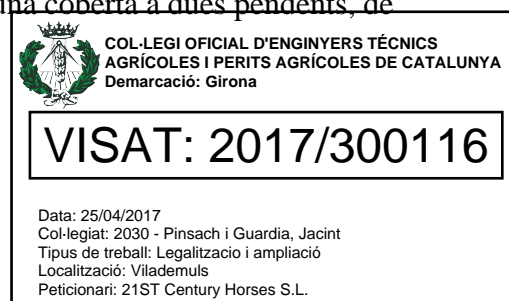 una coberta a dues pendents, de
COL·LEGI OFICIAL D'ENGINYERS TÉCNICS
AGRÍCOLES I PERITS AGRÍCOLES DE CATALUNYA
Demarcació: Girona
VISAT: 2017/300116
Data: 25/04/2017
Col·legiat: 2030 - Pinsach i Guardia, Jacint
Tipus de treball: Legalitzacio i ampliació
Localització: Vilademuls
Peticionari: 21ST Century Horses S.L.